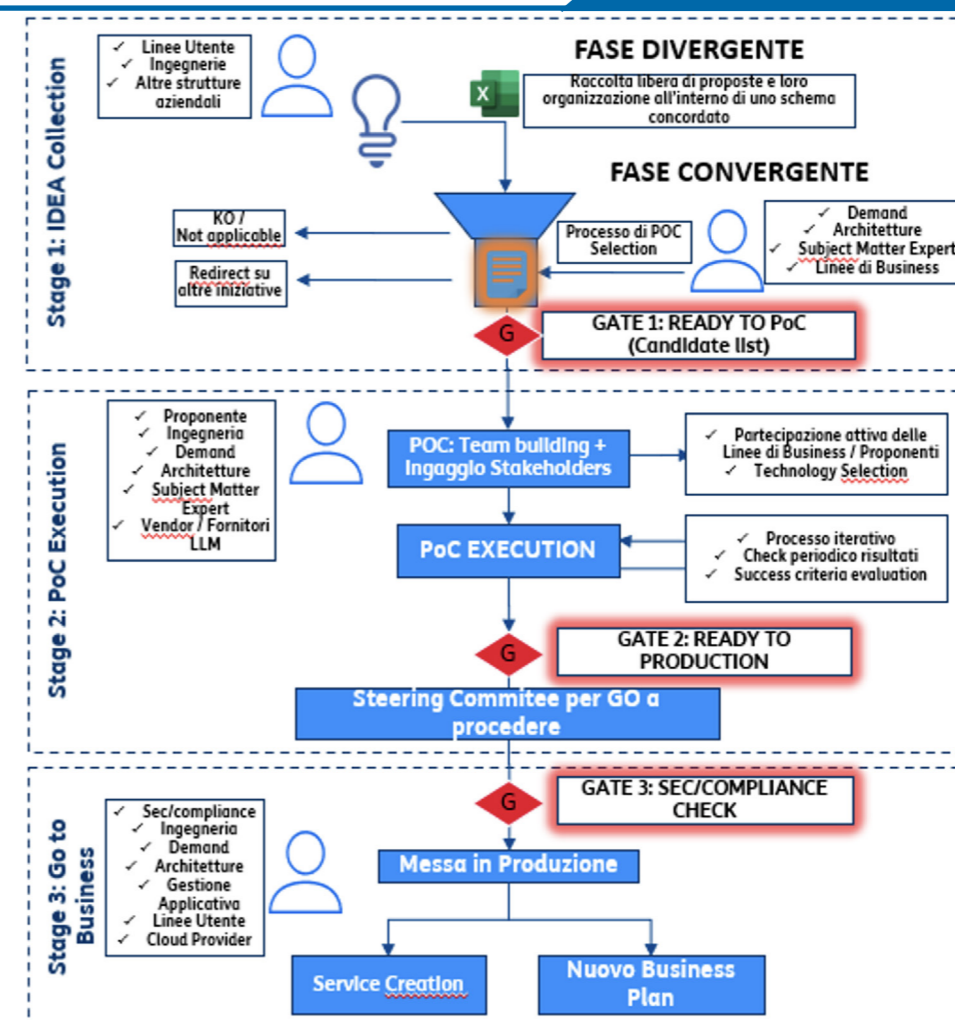 Stage 1: IDEA Collection
✓ Linee Utente
✓ Ingegnerie
✓ Altre strutture
aziendali
FASE DIVERGENTE
X
Raccolta libera di proposte e loro
organizzazione all'interno di uno schema
concordato
FASE CONVERGENTE
KO /
Not applicable
Redirect su
altre iniziative
Processo di POC
Selection
✓ Demand
✓ Architetture
✓ Subject Matter Expert
✓ Linee di Business
G
GATE 1: READY TO PoC
(Candidate list)
Stage 2: PoC Execution
✓ Proponente
✓ Ingegneria
✓ Demand
✓ Architetture
✓ Subject Matter
Expert
✓ Vendor / Fornitori
LLM
POC: Team building +
Ingaggio Stakeholders
✓ Partecipazione attiva delle
Linee di Business / Proponenti
✓ Technology Selection
PoC EXECUTION
✓ Processo iterativo
✓ Check periodico risultati
✓ Success criteria evaluation
G
GATE 2: READY TO
PRODUCTION
Steering Commitee per GO a
procedere
Stage 3: Go to
Business
G
GATE 3: SEC/COMPLIANCE
CHECK
✓ Sec/compliance
✓ Ingegneria
✓ Demand
✓ Architetture
✓ Gestione
Applicativa
✓ Linee Utente
✓ Cloud Provider
Messa in Produzione
Service Creation
Nuovo Business
Plan